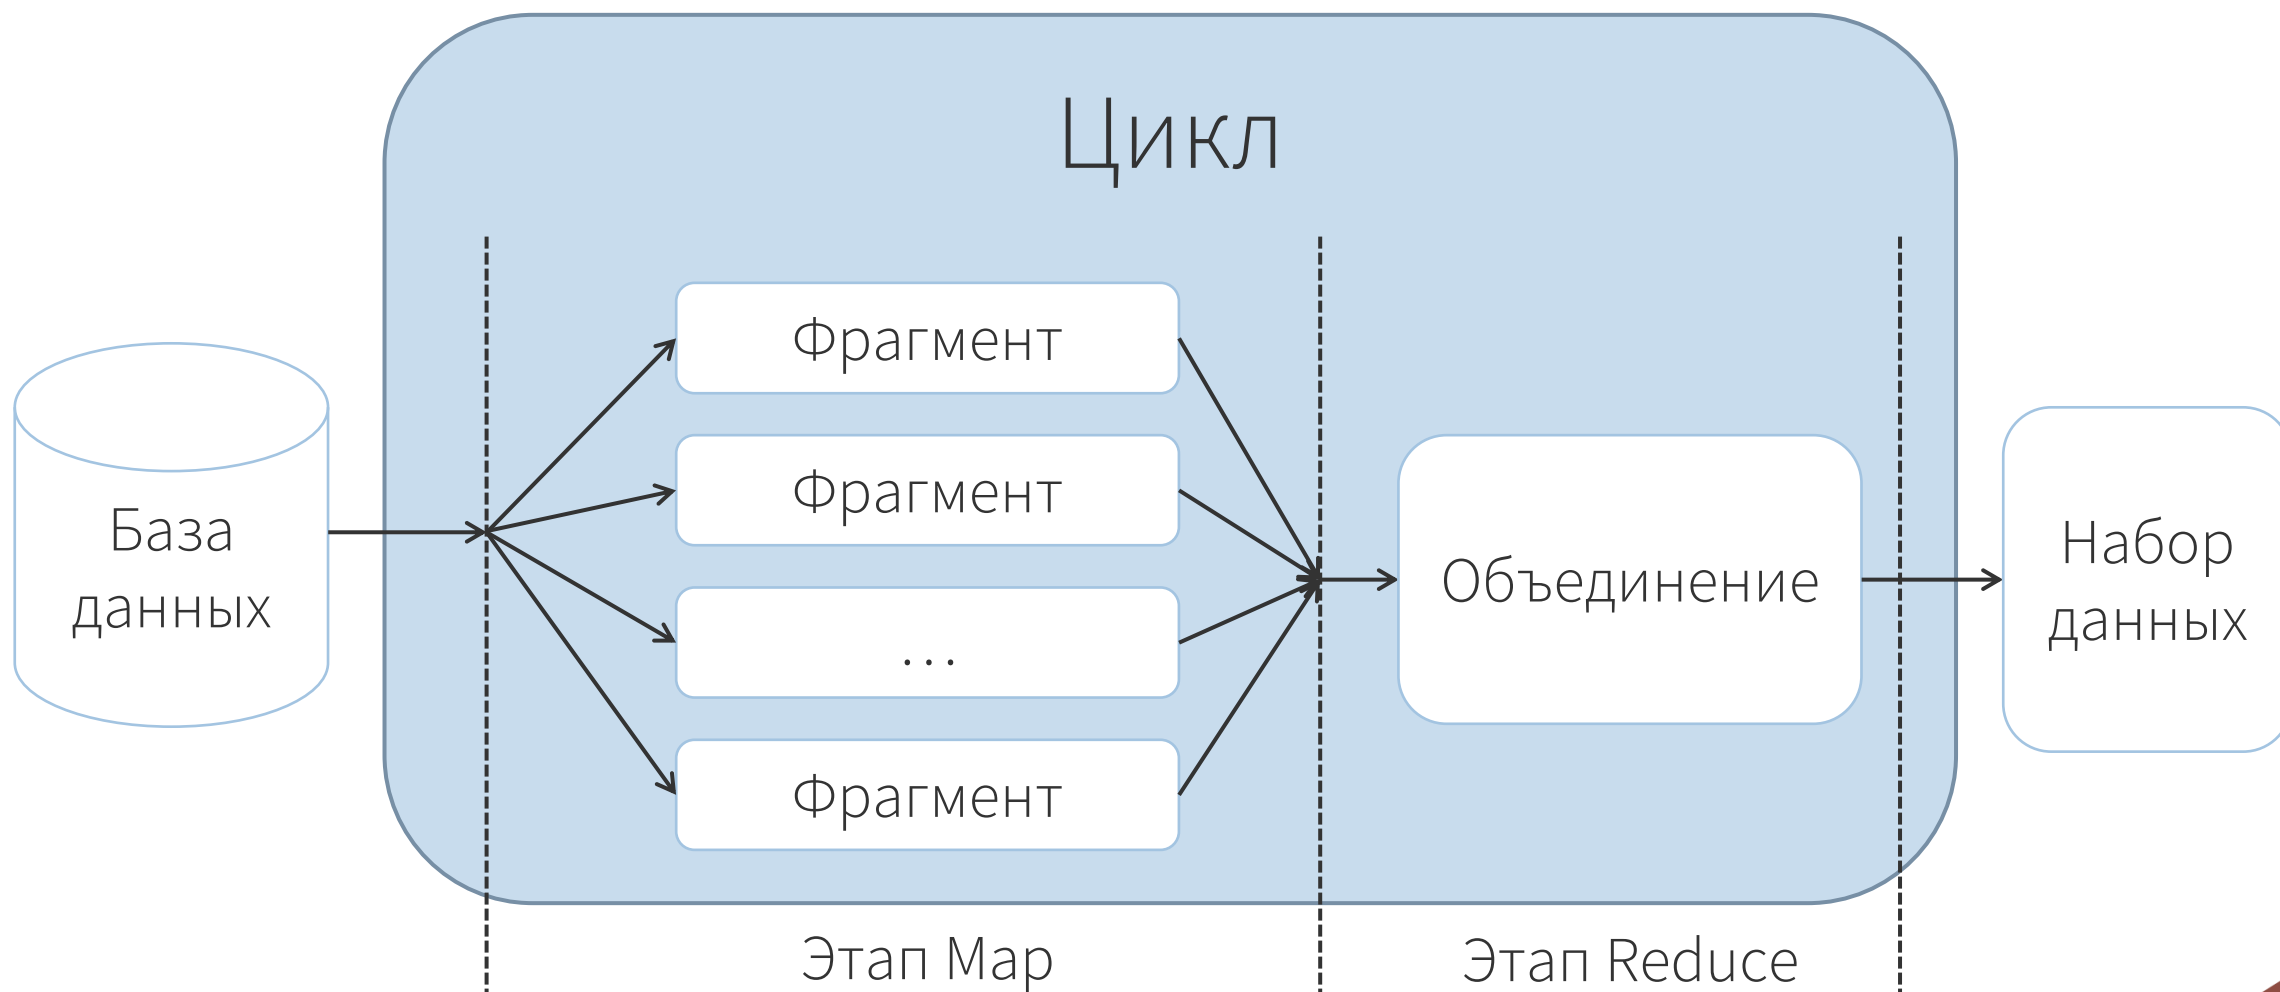 Цикл
База
данных
Фрагмент
Фрагмент
...
Фрагмент
Объединение
Набор
данных
Этап Map
Этап Reduce